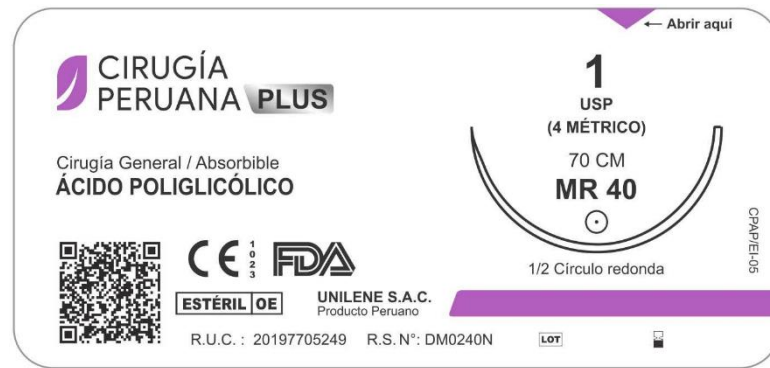 ← Abrir aquí
CIRUGÍA
PERUANA PLUS
1
USP
(4 MÉTRICO)
70 CM
MR 40
Cirugía General / Absorbible
ÁCIDO POLIGLICÓLICO
1/2 Círculo redonda
CPAP/EI-05
CE 1023 FDA
ESTÉRIL OE
UNILENE S.A.C.
Producto Peruano
R.U.C. : 20197705249 R.S. N°: DM0240N LOT